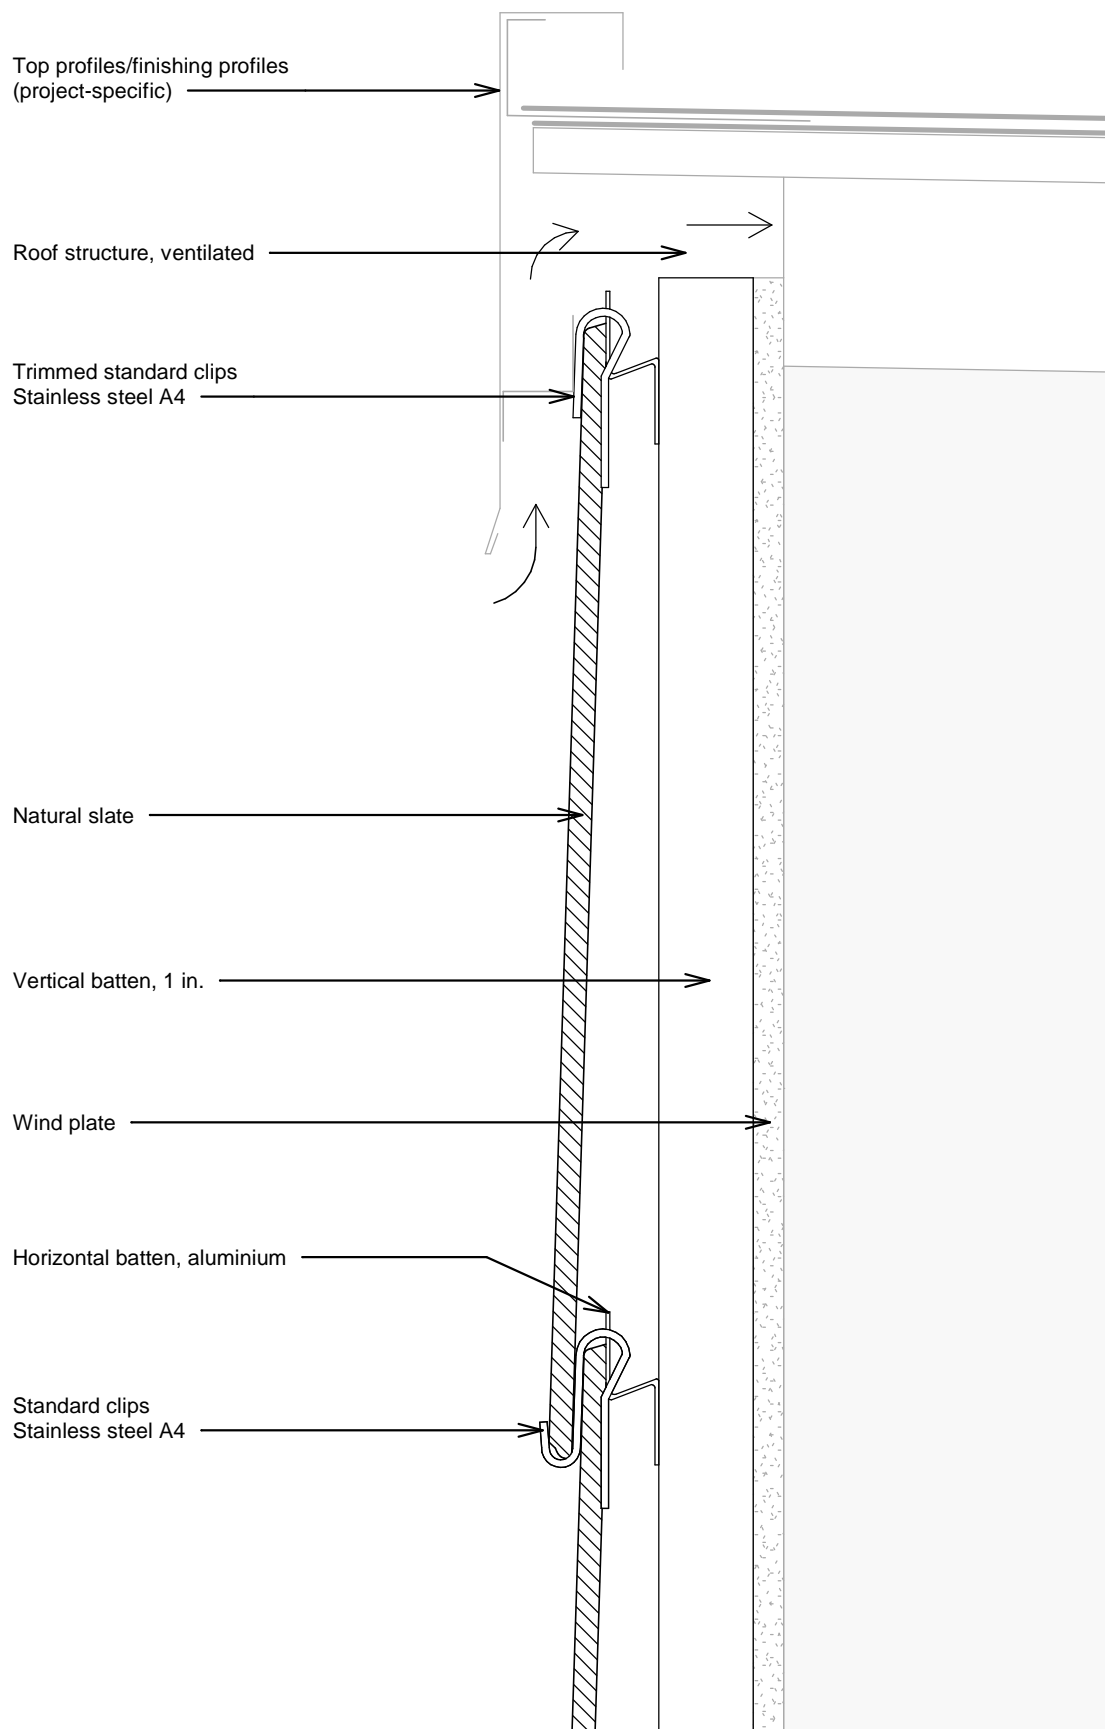 Top profiles/finishing profiles
(project-specific)
Roof structure, ventilated
Trimmed standard clips
Stainless steel A4
Natural slate
Vertical batten, 1 in.
Wind plate
Horizontal batten, aluminium
Standard clips
Stainless steel A4